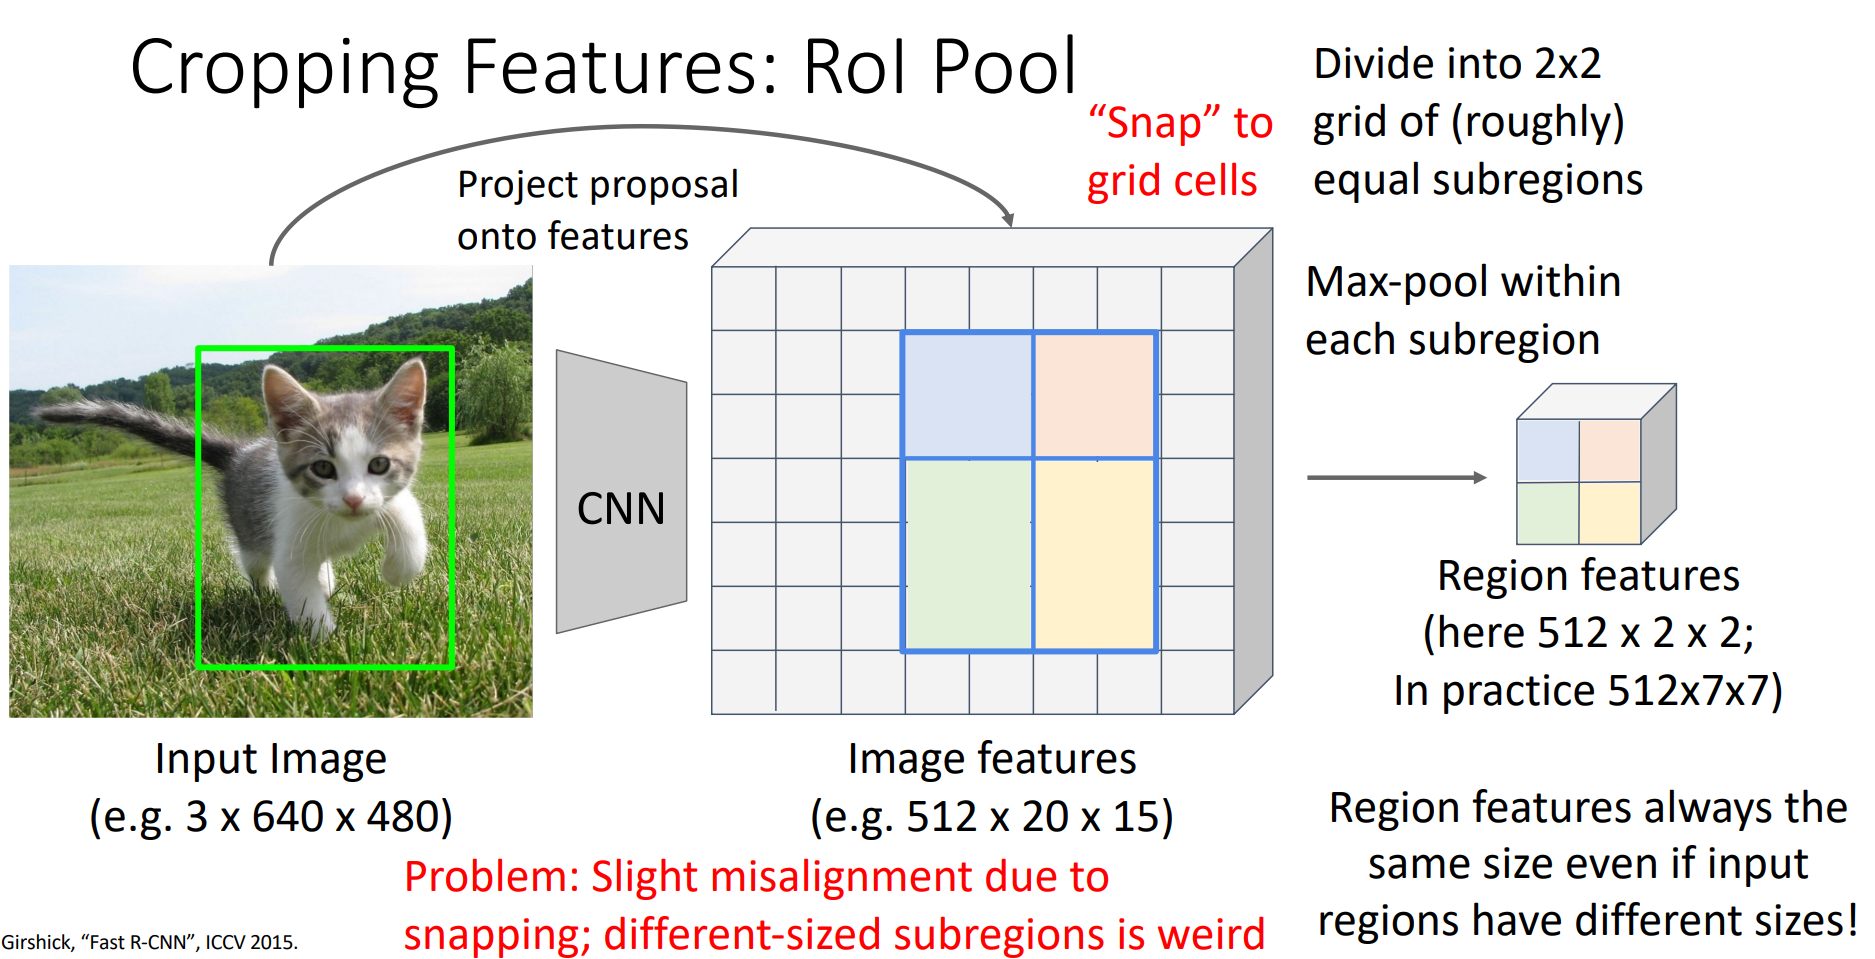 Cropping Features: RoI Pool
“Snap” to
grid cells
Divide into 2x2
grid of (roughly)
equal subregions
Project proposal
onto features
Max-pool within
each subregion
CNN
Region features
(here 512 x 2 x 2;
In practice 512x7x7)
Input Image
(e.g. 3 x 640 x 480)
Image features
(e.g. 512 x 20 x 15)
Region features always the
same size even if input
regions have different sizes!
Problem: Slight misalignment due to
snapping; different-sized subregions is weird
Girshick, “Fast R-CNN”, ICCV 2015.